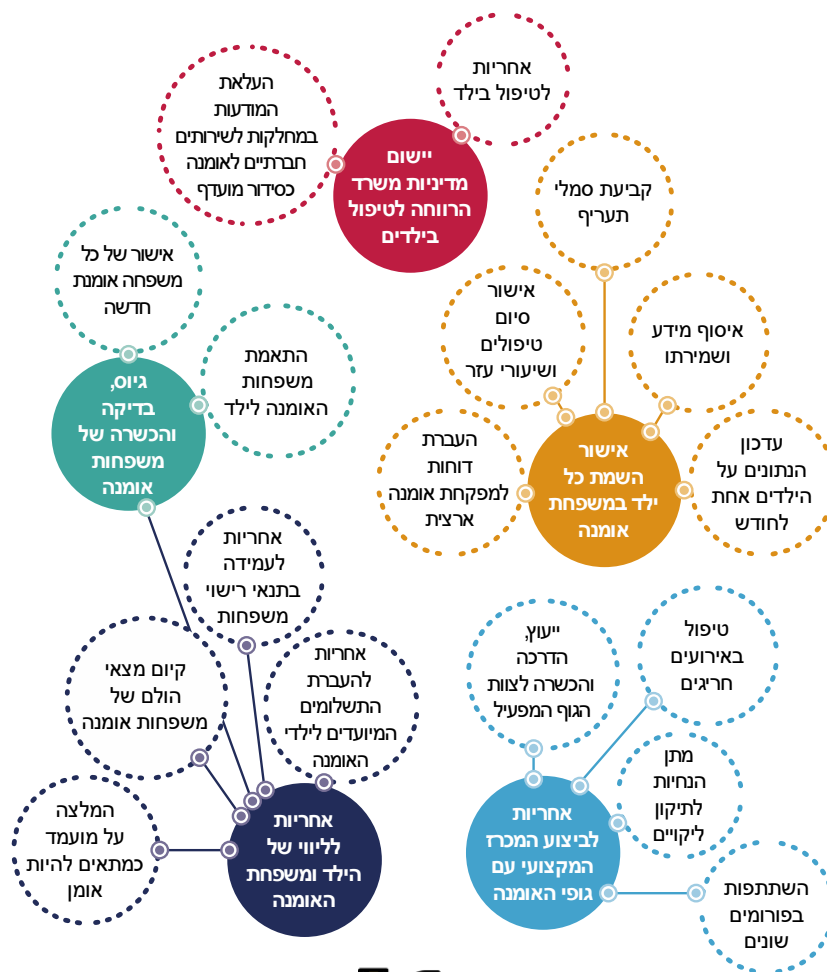 אחריות
לטיפול בילד
העלאת
המודעות
במחלקות לשירותים
חברתיים לאומנה
כסידור מועדף
יישום
מדיניות משרד
הרווחה לטיפול
בילדים
קביעת סמלי
תעריף
אישור
סיום
טיפולים
ושיעורי עזר
איסוף מידע
ושמירתו
העברת
דוחות
למפקחת אומנה
ארצית
עדכון
הנתונים על
הילדים אחת
לחודש
אישור
השמת כל
ילד במשפחת
אומנה
אישור של כל
משפחה אומנת
חדשה
התאמת
משפחות
האומנה לילד
גיוס,
בדיקה
והכשרה של
משפחות
אומנה
אחריות
לעמידה
בתנאי רישוי
משפחות
קיום מצאי
הולם של
משפחות אומנה
אחריות
להעברת
התשלומים
המיועדים לילדי
האומנה
המלצה
על מועמד
כמתאים להיות
אומן
אחריות
לליווי של
הילד ומשפחת
האומנה
ייעוץ,
הדרכה
והכשרה לצוות
הגוף המפעיל
טיפול
באירועים
חריגים
מתן
הנחיות
לתיקון
ליקויים
השתתפות
בפורומים
שונים
אחריות
לביצוע המכרז
המקצועי עם
גופי האומנה